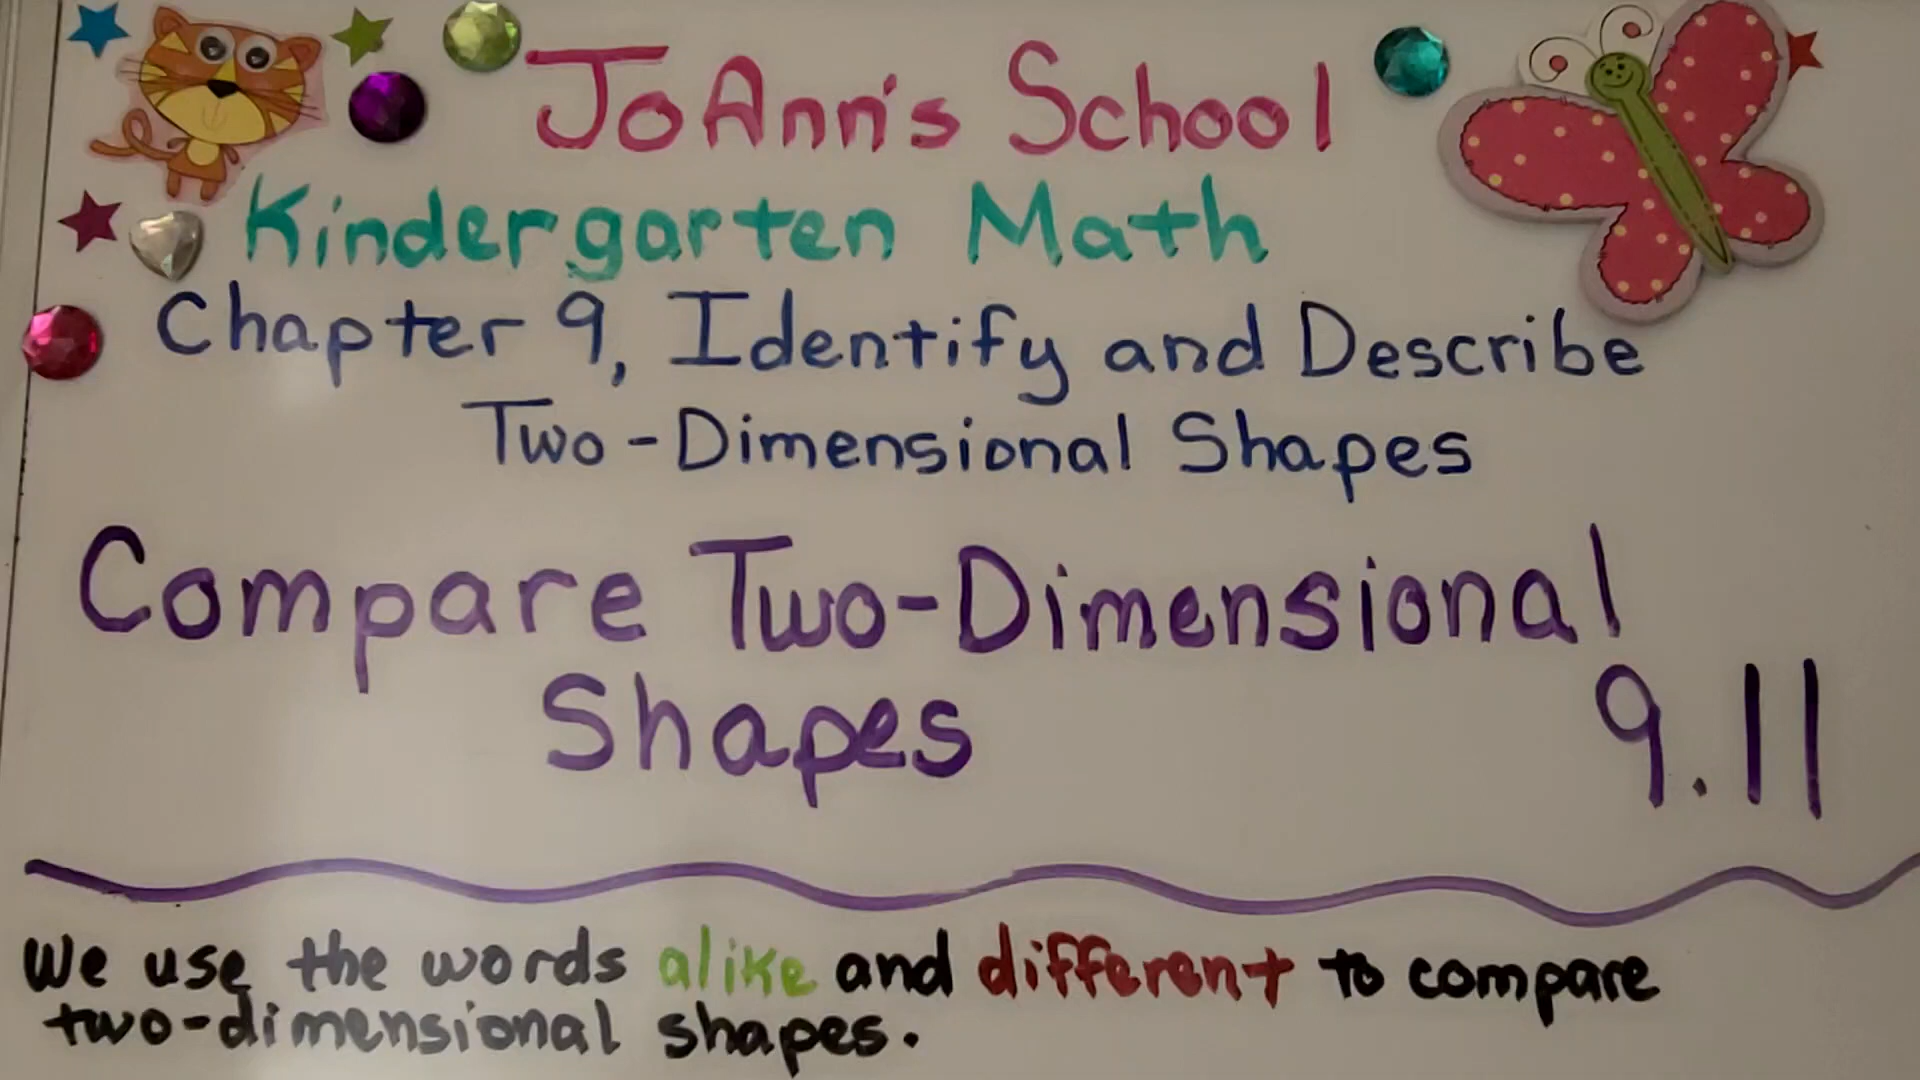 JoAnn's School
Kindergarten Math
Chapter 9, Identify and Describe
Two-Dimensional Shapes
Compare Two-Dimensional
Shapes
9.11
We use the words alike and different to compare
two-dimensional shapes.